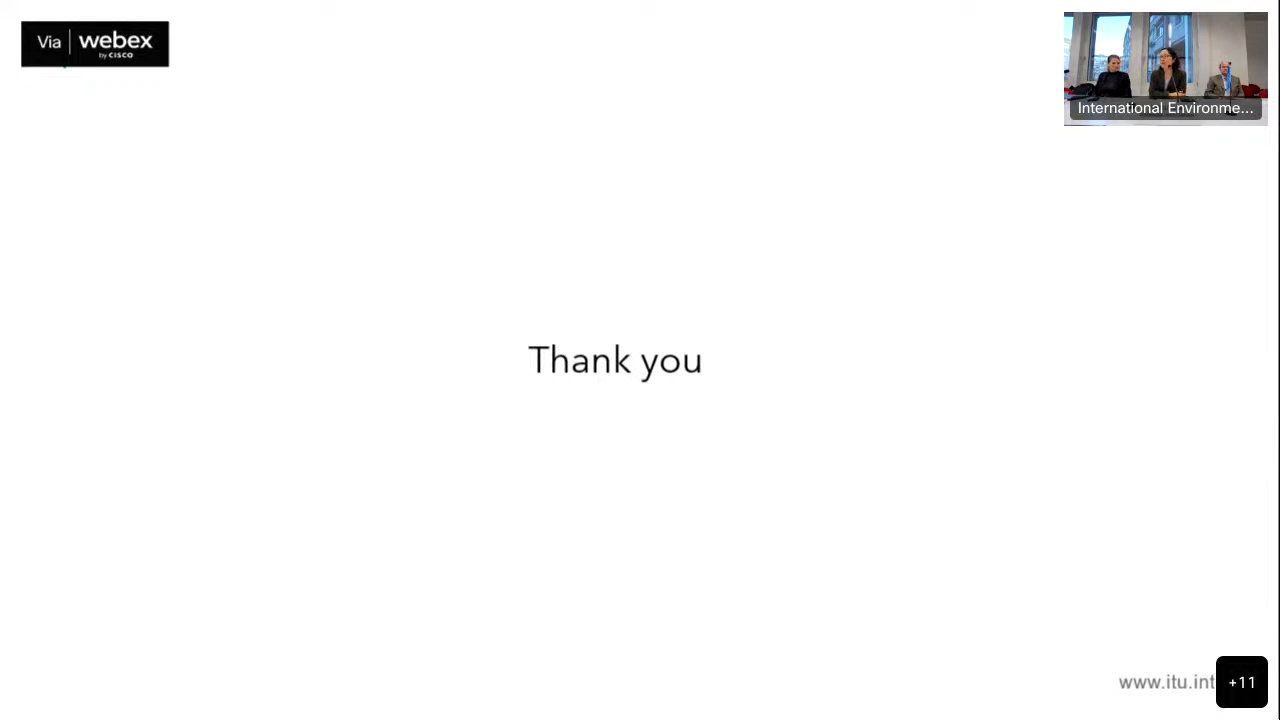 Via | webex
by CISCO
International Environme...
Thank you
www.itu.int
+11